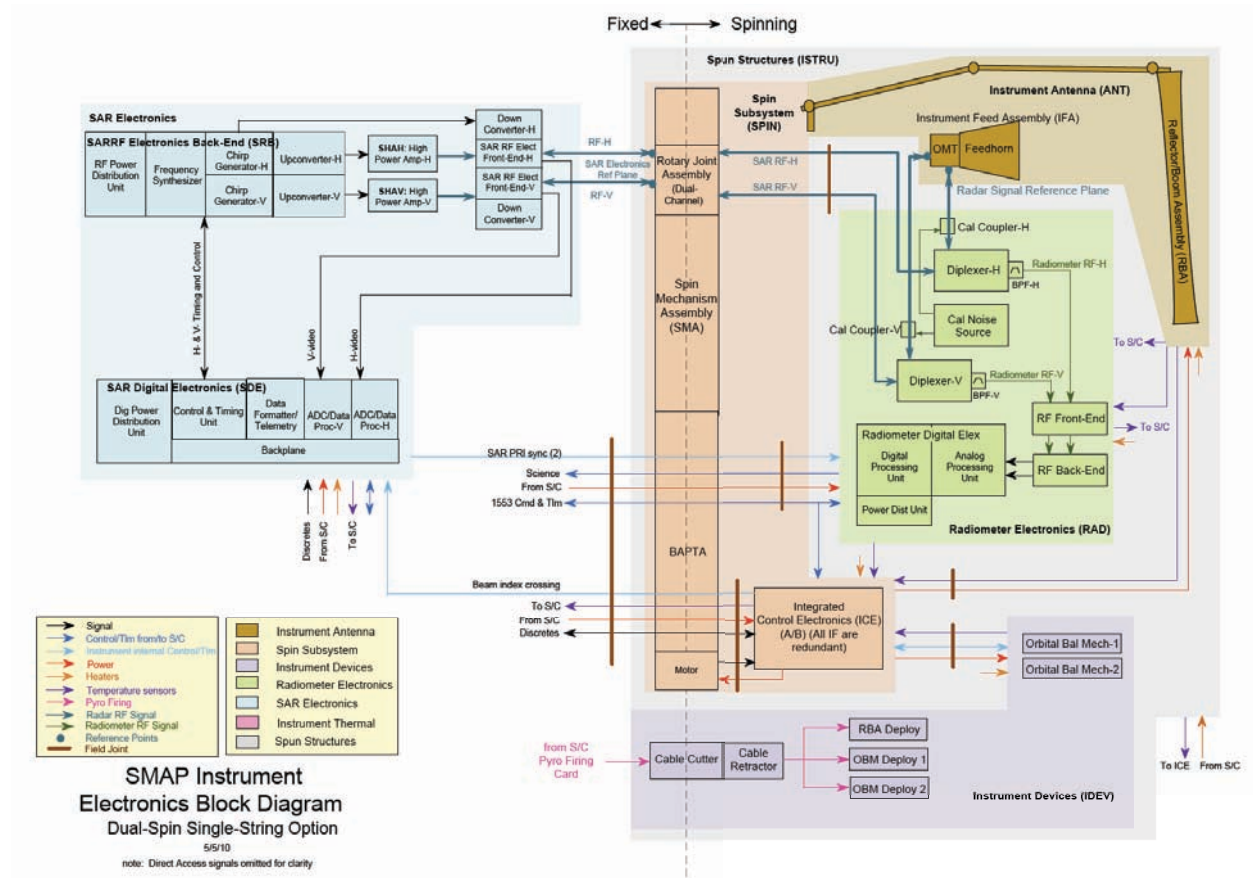 Fixed
Spinning
Spun Structures (ISTRU)
SAR Electronics
SARRF Electronics Back-End (SRB)
RF Power
Distribution
Unit
Frequency
Synthesizer
Chirp
Generator-H
Chirp
Generator-V
Upconverter-H
Upconverter-V
SHAH: High
Power Amp-H
SHAV: High
Power Amp-V
Down
Converter-H
SAR RF Elect
Front-End-H
SAR RF Elect
Front-End-V
Down
Converter-V
RF-H
SAR Electronics
Ref Plane
RF-V
H- & V- Timing and Control
V-video
H-video
SAR Digital Electronics (SDE)
Dig Power
Distribution
Unit
Control & Timing
Unit
Data
Formatter/
Telemetry
ADC/Data
Proc-V
ADC/Data
Proc-H
Backplane
Discretes
From S/C
To S/C
Spin
Subsystem
(SPIN)
Rotary Joint
Assembly
(Dual-
Channel)
Spin
Mechanism
Assembly
(SMA)
BAPTA
Motor
SAR RF-H
SAR RF-V
Instrument Antenna (ANT)
Instrument Feed Assembly (IFA)
OMT
Feedhorn
Radar Signal Reference Plane
Reflector/Boom Assembly (RBA)
Cal Coupler-H
Diplexer-H
BPF-H
Radiometer RF-H
Cal Noise
Source
Cal Coupler-V
Diplexer-V
BPF-V
Radiometer RF-V
To S/C
RF Front-End
To S/C
RF Back-End
Radiometer Digital Elex
Digital
Processing
Unit
Analog
Processing
Unit
Power Dist Unit
Radiometer Electronics (RAD)
SAR PRI sync (2)
Science
From S/C
1553 Cmd & Tlm
Beam index crossing
To S/C
From S/C
Discretes
Integrated
Control Electronics (ICE)
(A/B) (All IF are
redundant)
Orbital Bal Mech-1
Orbital Bal Mech-2
from S/C
Pyro Firing
Card
Cable Cutter
Cable
Retractor
RBA Deploy
OBM Deploy 1
OBM Deploy 2
Instrument Devices (IDEV)
To ICE
From S/C
Signal
Control/Tlm from/to S/C
Instrument internal Control/Tlm
Power
Heaters
Temperature sensors
Pyro Firing
Radar RF Signal
Radiometer RF Signal
Reference Points
Field Joint
Instrument Antenna
Spin Subsystem
Instrument Devices
Radiometer Electronics
SAR Electronics
Instrument Thermal
Spun Structures
SMAP Instrument
Electronics Block Diagram
Dual-Spin Single-String Option
5/5/10
note: Direct Access signals omitted for clarity